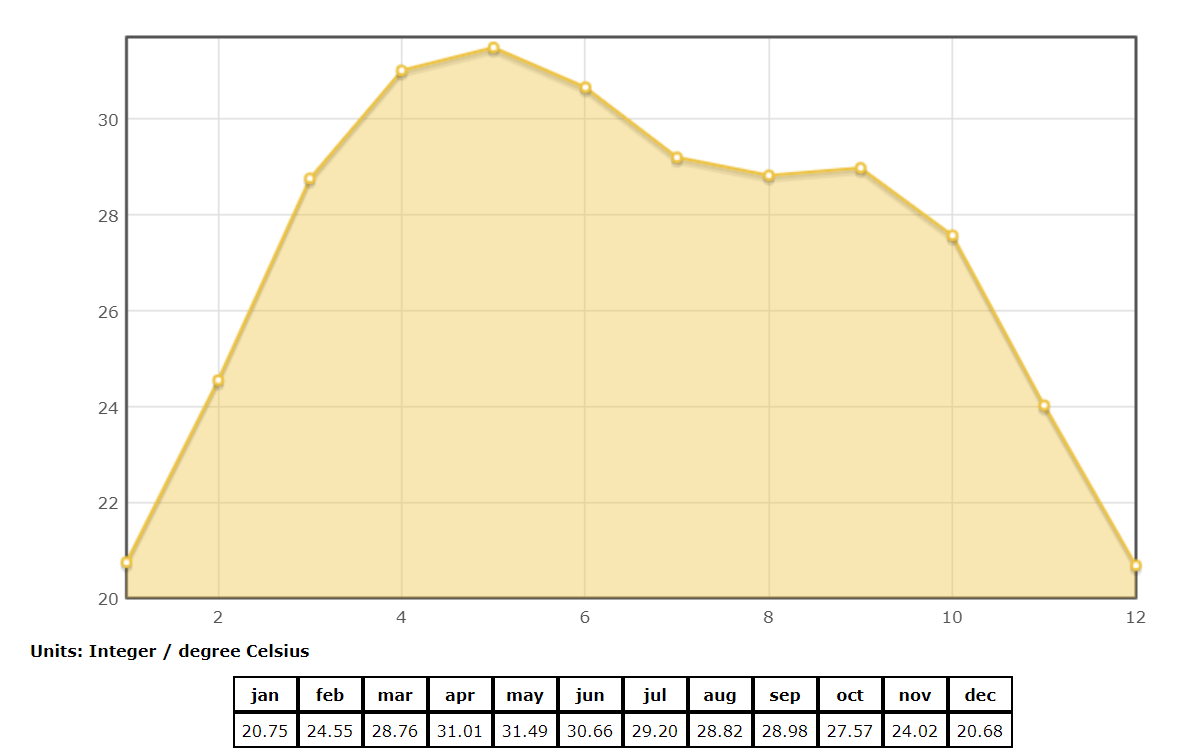 30
28
26
24
22
20
2 4 6 8 10 12
Units: Integer / degree Celsius
jan feb mar apr may jun jul aug sep oct nov dec
20.75 24.55 28.76 31.01 31.49 30.66 29.20 28.82 28.98 27.57 24.02 20.68